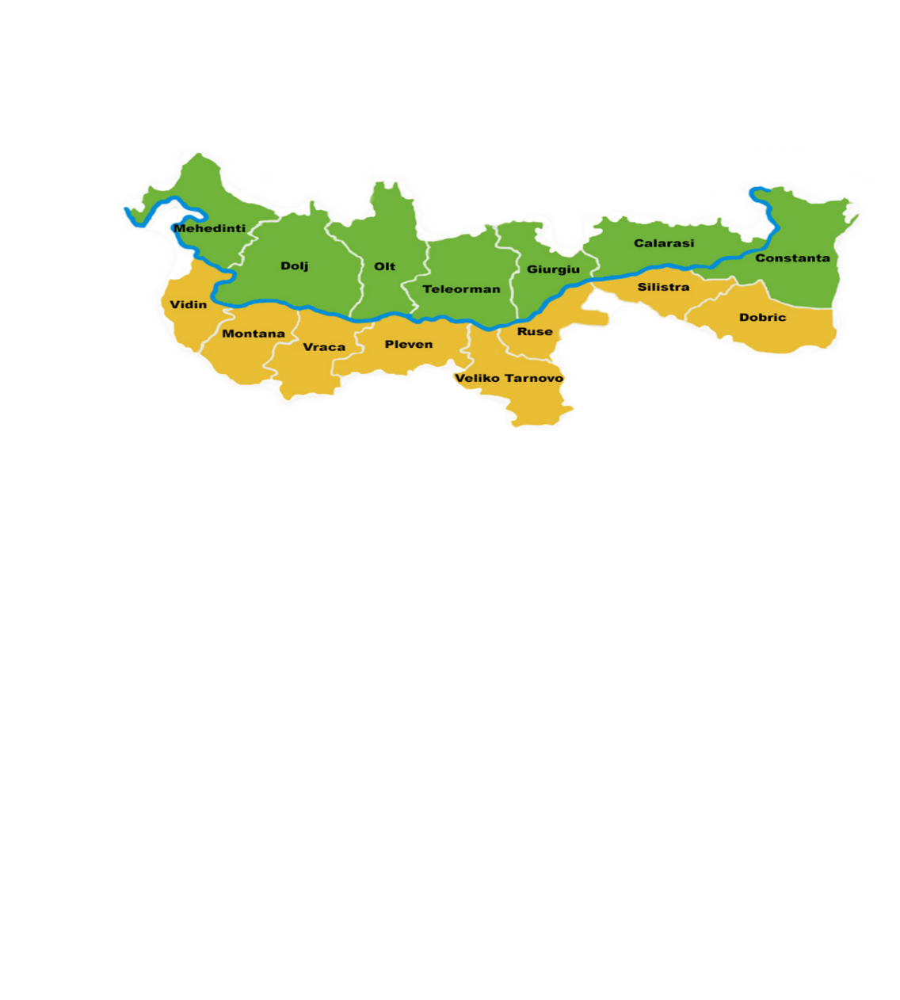 Mehedinti
Dolj
Olt
Teleorman
Giurgiu
Calarasi
Constanta
Vidin
Montana
Vraca
Pleven
Veliko Tarnovo
Ruse
Silistra
Dobric